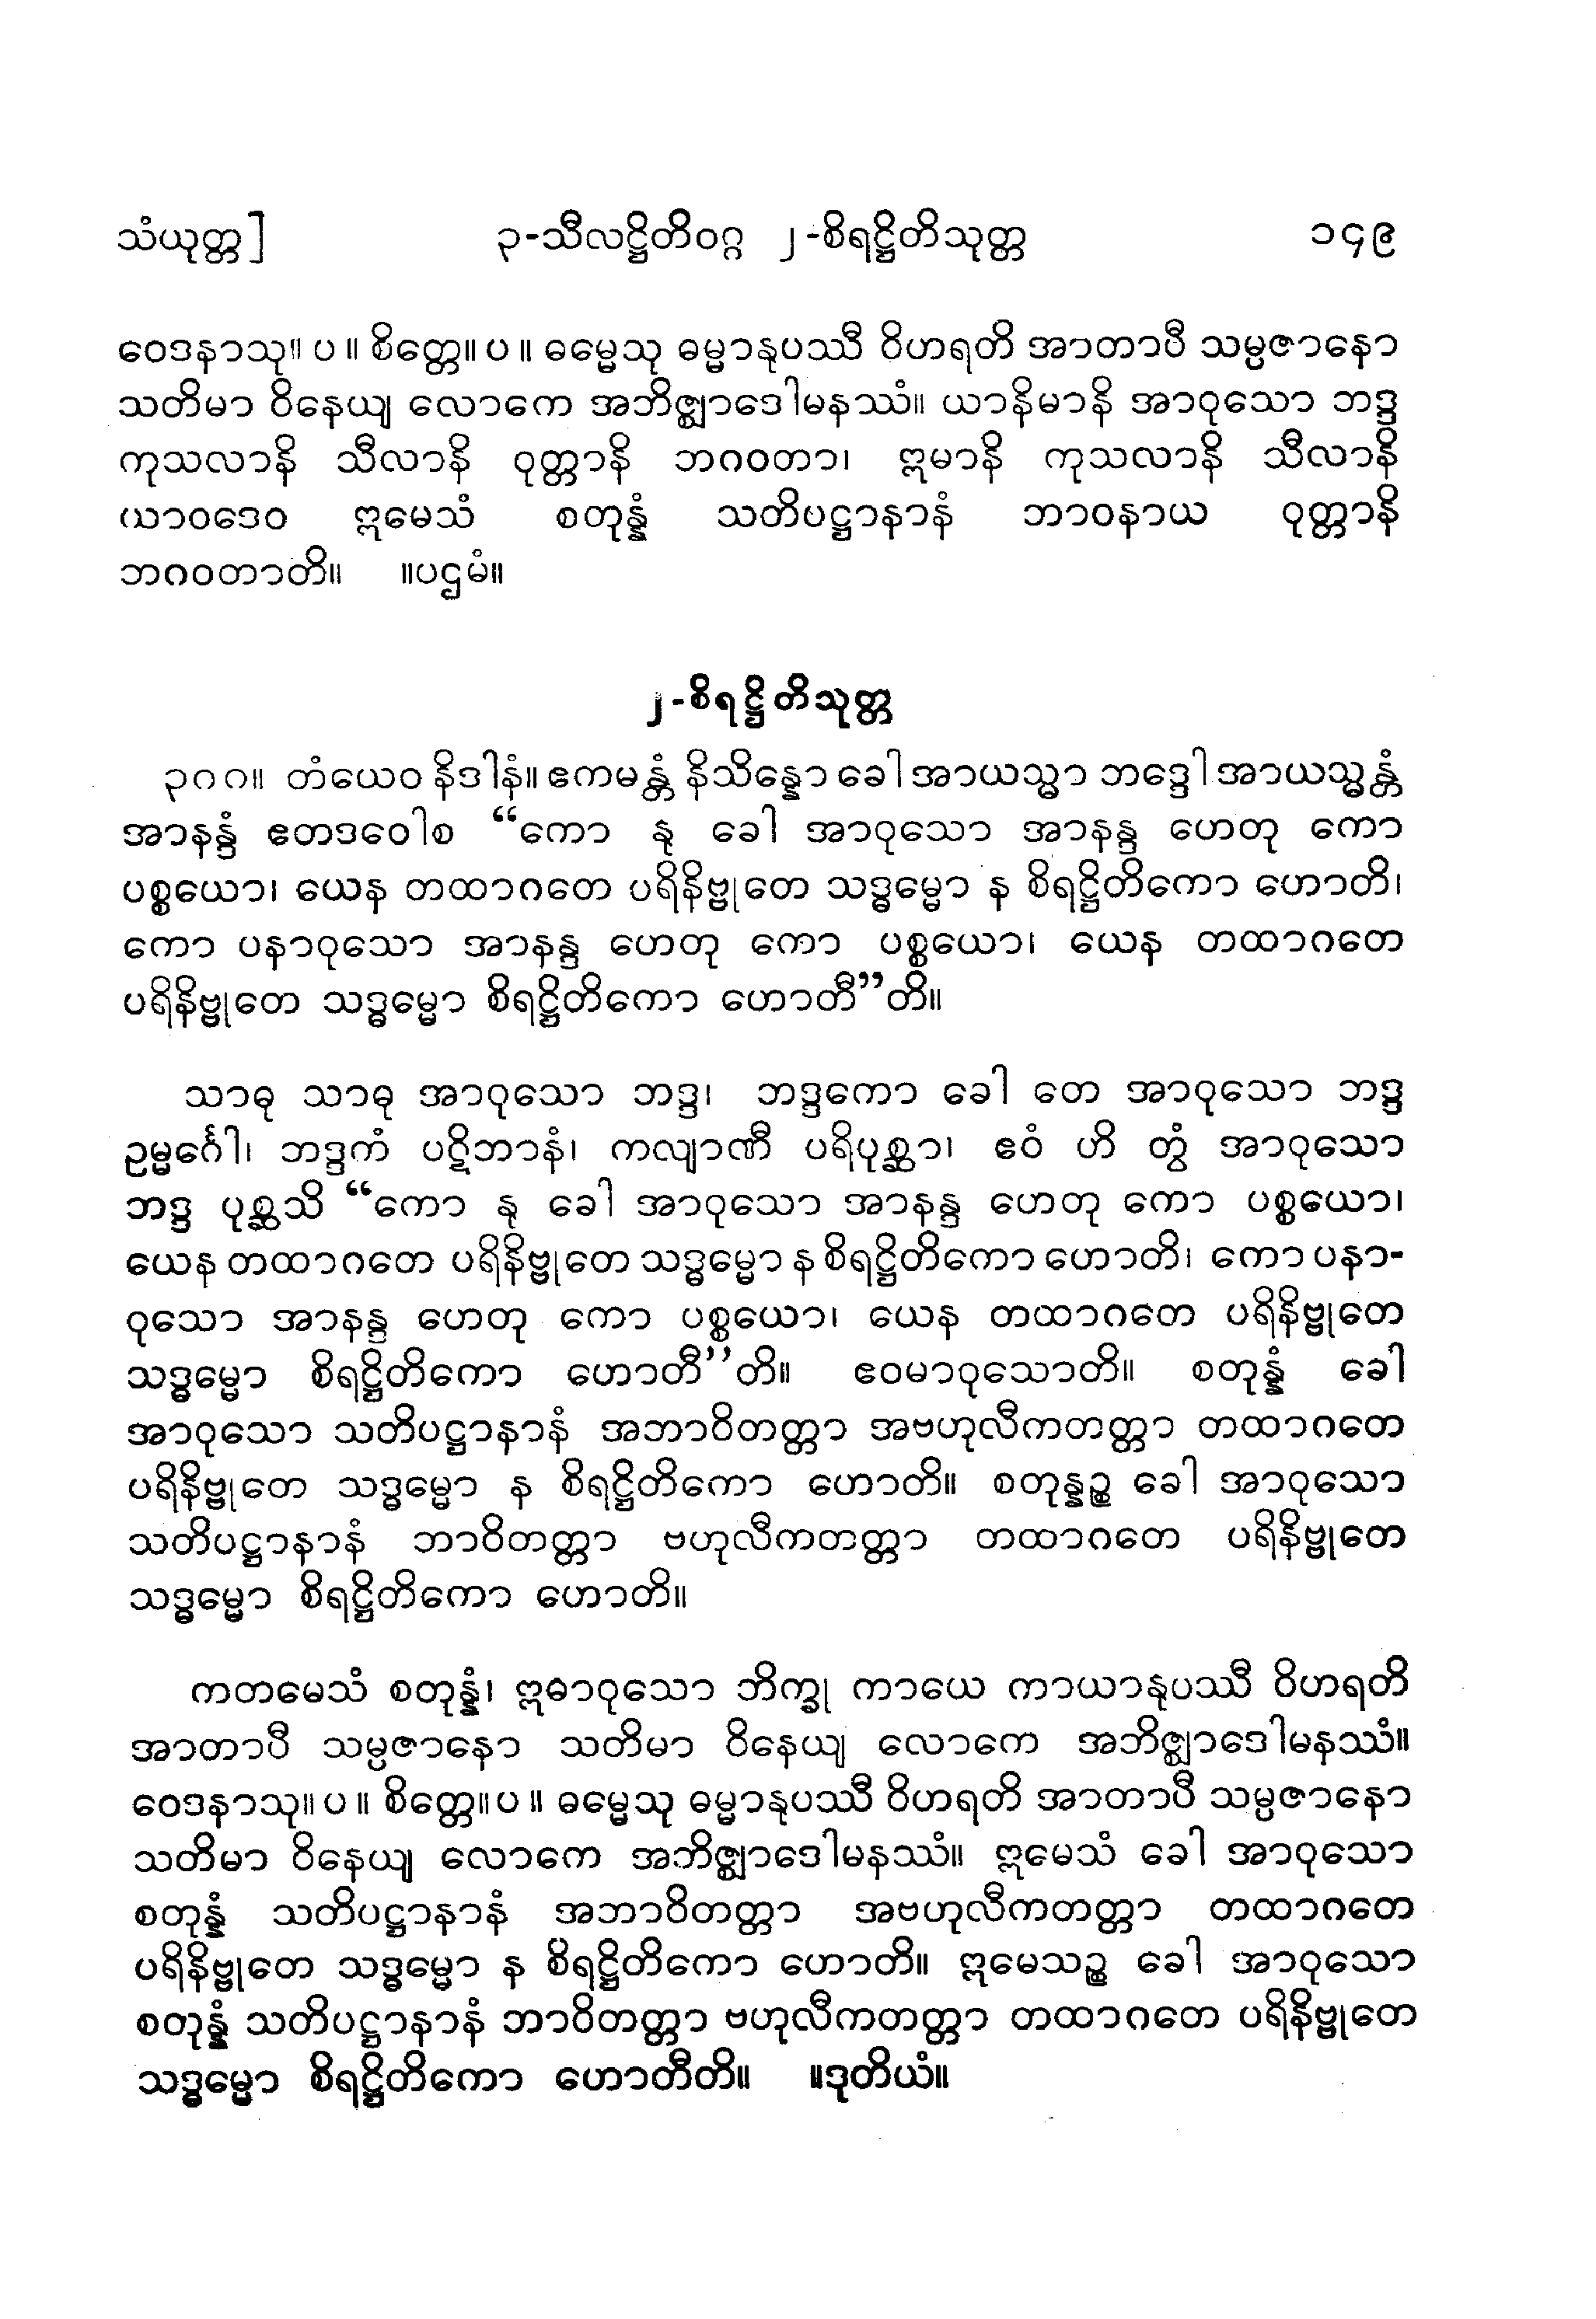 သံယုတ္တ] ၃-သီလဋ္ဌိတိဝဂ္ဂ ၂-စိရဋ္ဌိတိသုတ္တ ၁၄၉
ဝေဒနာသု။ ပ ။ စိတ္တေ။ ပ ။ ဓမ္မေသု ဓမ္မာနုပဿီ ဝိဟရတိ အာတာပီ သမ္ပဇာနော
သတိမာ ဝိနေယျ လောကေ အဘိဇ္ဈာဒေါမနဿံ။ ယာနိမာနိ အာဝုသော ဘဒ္ဒ
ကုသလာနိ သီလာနိ ဝုတ္တာနိ ဘဂဝတာ၊ ဣမာနိ ကုသလာနိ သီလာနိ
ယာဝဒေဝ ဣမေသံ စတုန္နံ သတိပဋ္ဌာနာနံ ဘာဝနာယ ဝုတ္တာနိ
ဘဂဝတာတိ။ ။ပဌမံ။
၂-စိရဋ္ဌိတိသုတ္တ
၃ဂဂ။ တံယေဝ နိဒါနံ။ ဧကမန္တံ နိသိန္နော ခေါ အာယသ္မာ ဘဒ္ဒေါ အာယသ္မန္တံ
အာနန္ဒံ ဧတဒဝေါစ “ကော နု ခေါ အာဝုသော အာနန္ဒ ဟေတု ကော
ပစ္စယော၊ ယေန တထာဂတေ ပရိနိဗ္ဗုတေ သဒ္ဓမ္မော န စိရဋ္ဌိတိကော ဟောတိ၊
ကော ပနာဝုသော အာနန္ဒ ဟေတု ကော ပစ္စယော၊ ယေန တထာဂတေ
ပရိနိဗ္ဗုတေ သဒ္ဓမ္မော စိရဋ္ဌိတိကော ဟောတီ”တိ။
သာဓု သာဓု အာဝုသော ဘဒ္ဒ၊ ဘဒ္ဒကော ခေါ တေ အာဝုသော ဘဒ္ဒ
ဥမ္မင်္ဂေါ၊ ဘဒ္ဒကံ ပဋိဘာနံ၊ ကလျာဏီ ပရိပုစ္ဆာ၊ ဧဝံ ဟိ တွံ အာဝုသော
ဘဒ္ဒ ပုစ္ဆသိ “ကော နု ခေါ အာဝုသော အာနန္ဒ ဟေတု ကော ပစ္စယော၊
ယေန တထာဂတေ ပရိနိဗ္ဗုတေ သဒ္ဓမ္မော န စိရဋ္ဌိတိကော ဟောတိ၊ ကော ပနာ-
ဝုသော အာနန္ဒ ဟေတု ကော ပစ္စယော၊ ယေန တထာဂတေ ပရိနိဗ္ဗုတေ
သဒ္ဓမ္မော စိရဋ္ဌိတိကော ဟောတီ”တိ။ ဧဝမာဝုသောတိ။ စတုန္နံ ခေါ
အာဝုသော သတိပဋ္ဌာနာနံ အဘာဝိတတ္တာ အဗဟုလီကတတ္တာ တထာဂတေ
ပရိနိဗ္ဗုတေ သဒ္ဓမ္မော န စိရဋ္ဌိတိကော ဟောတိ။ စတုန္နဉ္စ ခေါ အာဝုသော
သတိပဋ္ဌာနာနံ ဘာဝိတတ္တာ ဗဟုလီကတတ္တာ တထာဂတေ ပရိနိဗ္ဗုတေ
သဒ္ဓမ္မော စိရဋ္ဌိတိကော ဟောတိ။
ကတမေသံ စတုန္နံ၊ ဣဓာဝုသော ဘိက္ခု ကာယေ ကာယာနုပဿီ ဝိဟရတိ
အာတာပီ သမ္ပဇာနော သတိမာ ဝိနေယျ လောကေ အဘိဇ္ဈာဒေါမနဿံ။
ဝေဒနာသု။ ပ ။ စိတ္တေ။ ပ ။ ဓမ္မေသု ဓမ္မာနုပဿီ ဝိဟရတိ အာတာပီ သမ္ပဇာနော
သတိမာ ဝိနေယျ လောကေ အဘိဇ္ဈာဒေါမနဿံ။ ဣမေသံ ခေါ အာဝုသော
စတုန္နံ သတိပဋ္ဌာနာနံ အဘာဝိတတ္တာ အဗဟုလီကတတ္တာ တထာဂတေ
ပရိနိဗ္ဗုတေ သဒ္ဓမ္မော န စိရဋ္ဌိတိကော ဟောတိ။ ဣမေသဉ္စ ခေါ အာဝုသော
စတုန္နံ သတိပဋ္ဌာနာနံ ဘာဝိတတ္တာ ဗဟုလီကတတ္တာ တထာဂတေ ပရိနိဗ္ဗုတေ
သဒ္ဓမ္မော စိရဋ္ဌိတိကော ဟောတီတိ။ ။ဒုတိယံ။